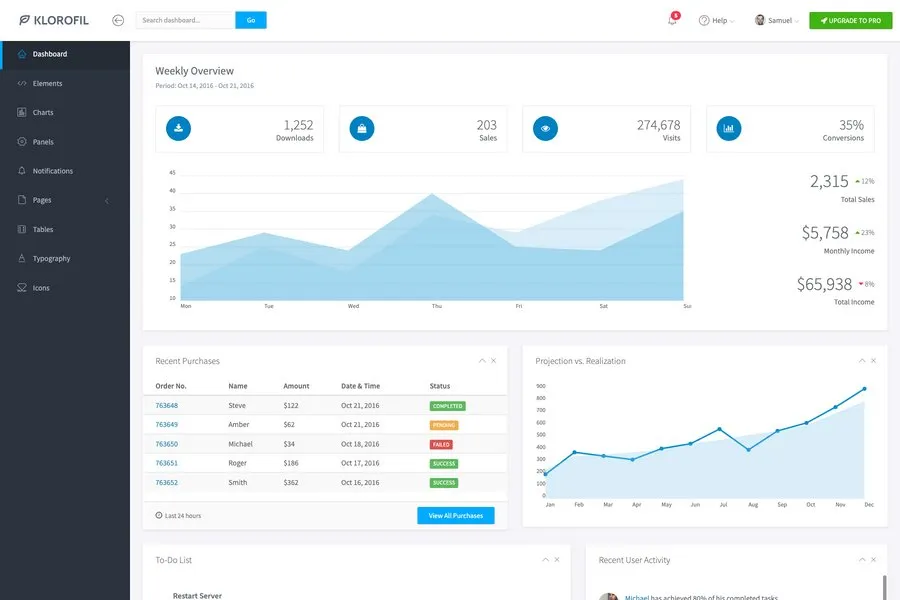 KLOROFIL
Search dashboard...
Go
5
Help
Samuel
UPGRADE TO PRO
Dashboard
Elements
Charts
Panels
Notifications
Pages
Tables
Typography
Icons
Weekly Overview
Period: Oct 14, 2016 - Oct 21, 2016
1,252
Downloads
203
Sales
274,678
Visits
35%
Conversions
45
40
35
30
25
20
15
10
Mon Tue Wed Thu Fri Sat Su
2,315 12%
Total Sales
$5,758 23%
Monthly Income
$65,938 8%
Total Income
Recent Purchases
Order No. Name Amount Date & Time Status
763648 Steve $122 Oct 21, 2016 COMPLETED
763649 Amber $62 Oct 21, 2016 PENDING
763650 Michael $34 Oct 18, 2016 FAILED
763651 Roger $186 Oct 17, 2016 SUCCESS
763652 Smith $362 Oct 16, 2016 SUCCESS
Last 24 hours
View All Purchases
Projection vs. Realization
900
800
700
600
500
400
300
200
100
0
Jan Feb Mar Apr May Jun Jul Aug Sep Oct Nov Dec
To-Do List
Restart Server
Recent User Activity
Michael has achieved 80% of his completed tasks